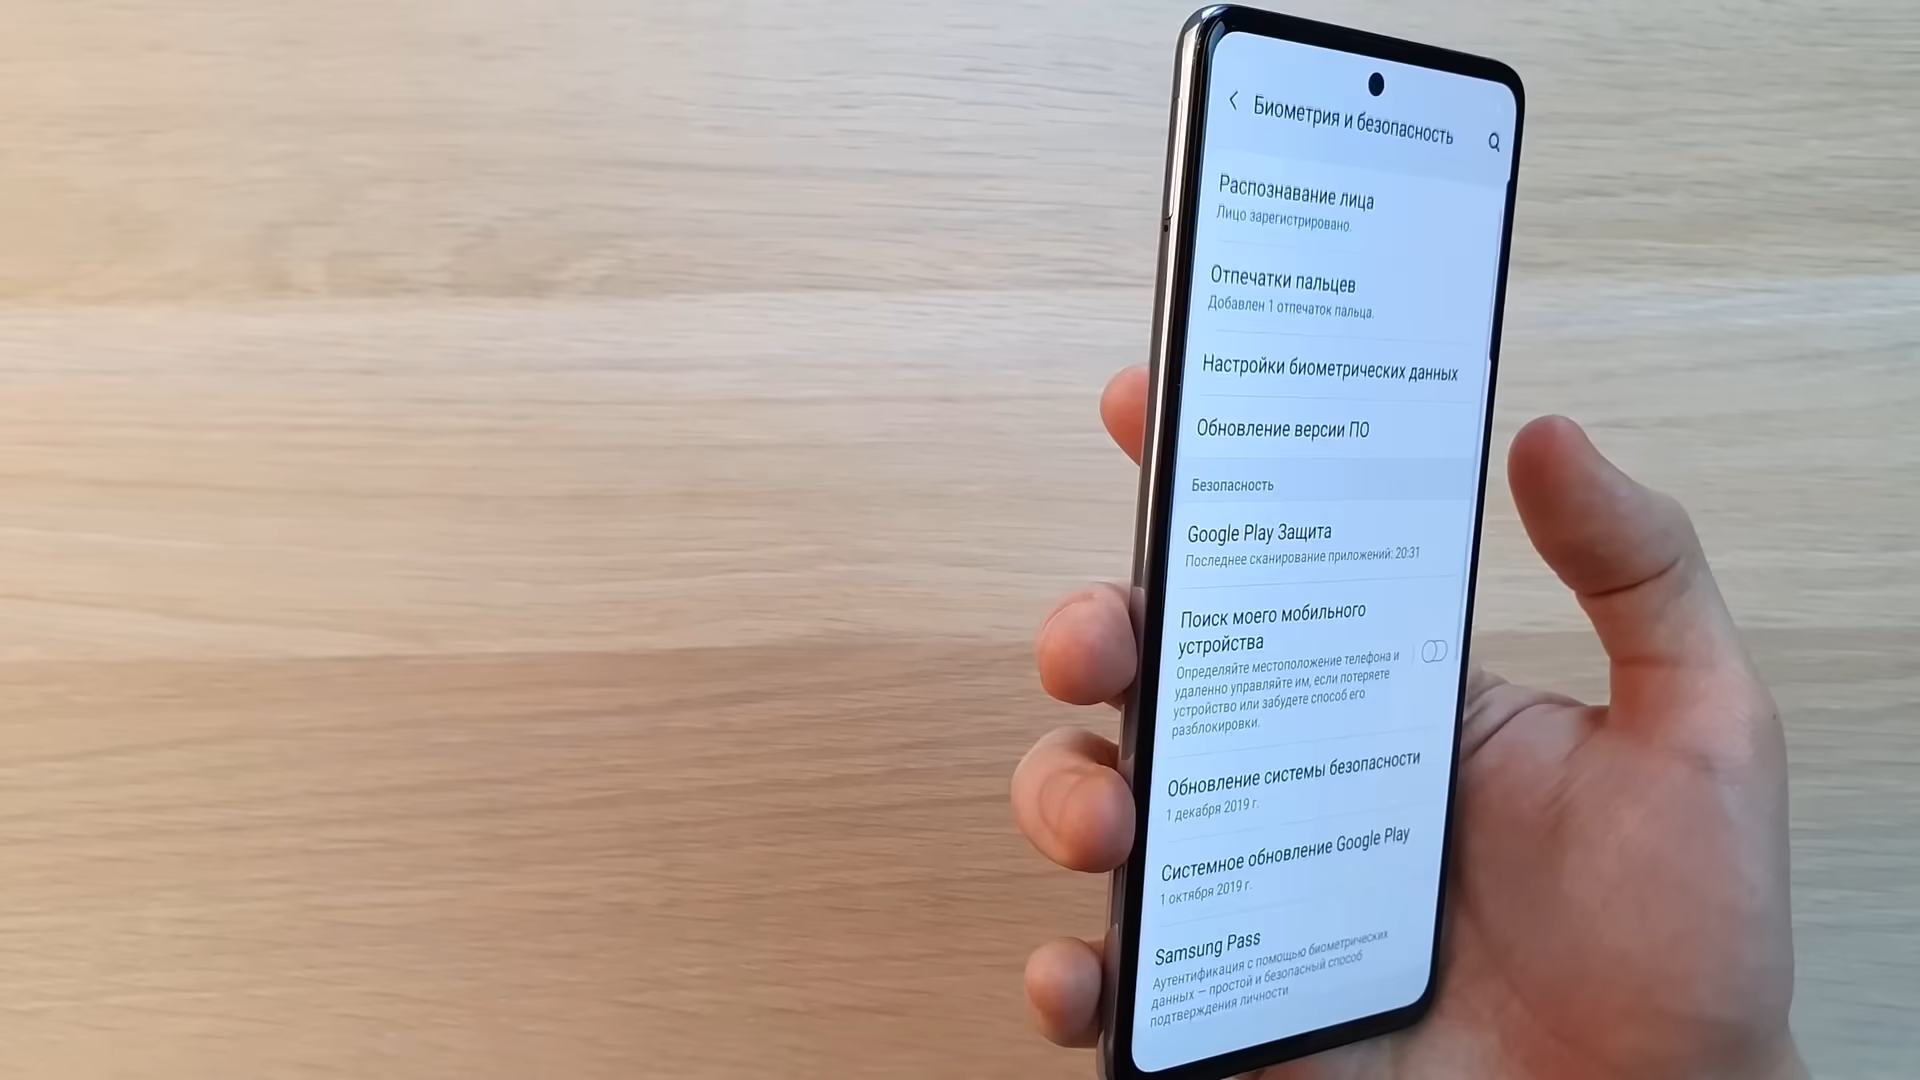 Биометрия и безопасность
Распознавание лица
Лицо зарегистрировано.
Отпечатки пальцев
Добавлен 1 отпечаток пальца.
Настройки биометрических данных
Обновление версии ПО
Безопасность
Google Play Защита
Последнее сканирование приложений: 20:31
Поиск моего мобильного
устройства
Определяйте местоположение телефона и
удаленно управляйте им, если потеряете
устройство или забудете способ его
разблокировки.
Обновление системы безопасности
1 декабря 2019 г.
Системное обновление Google Play
1 октября 2019 г.
Samsung Pass
Аутентификация с помощью биометрических
данных — простой и безопасный способ
подтверждения личности